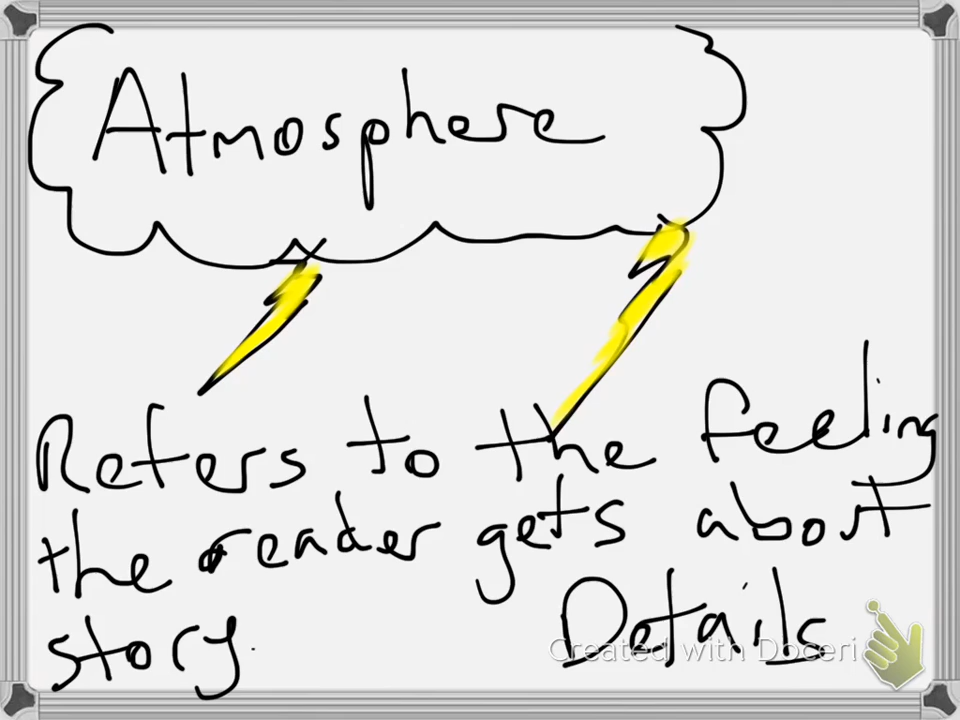 Atmosphere
Refers to the feeling
the reader gets about
story. Details
Created with Doceri